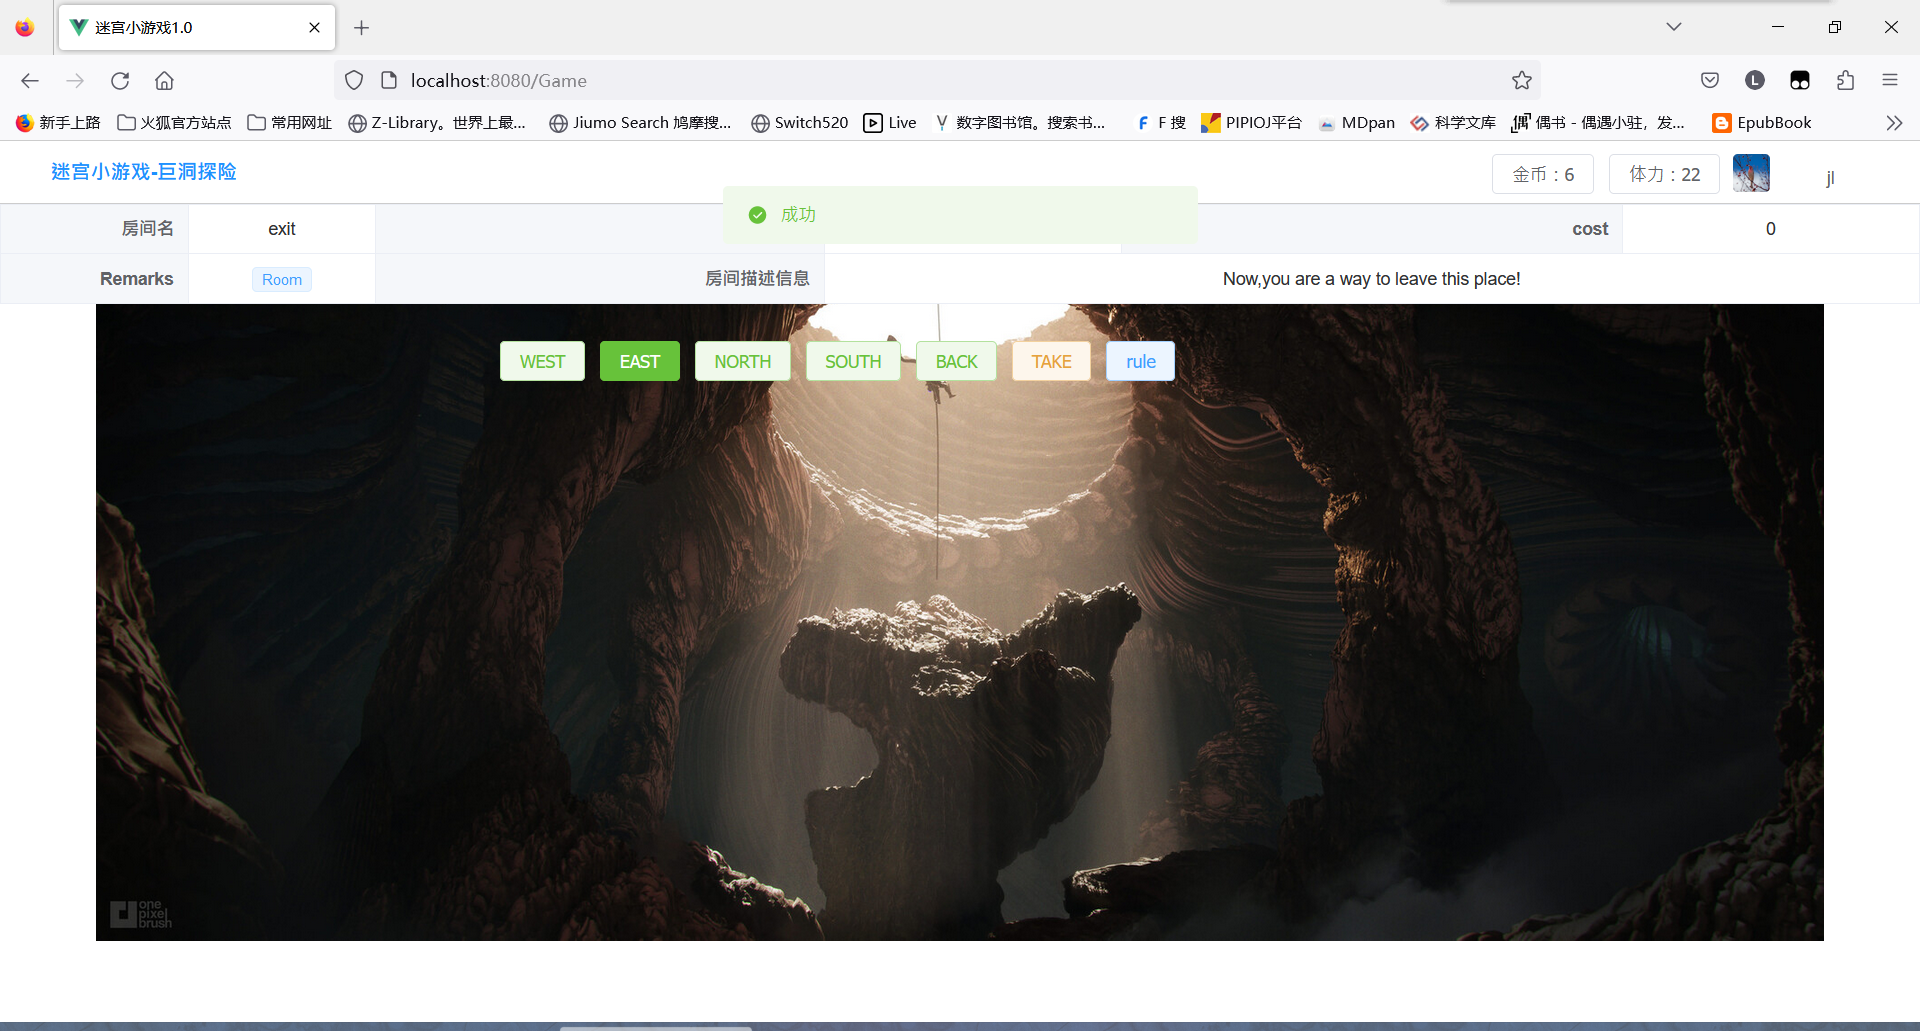 迷宫小游戏1.0
localhost:8080/Game
新手上路 火狐官方站点 常用网址 Z-Library。世界上最... Jiumo Search 鸠摩搜... Switch520 Live 数字图书馆。搜索书... F 搜 PIPIOJ平台 MDpan 科学文库 偶书 - 偶遇小驻，发... EpubBook
迷宫小游戏-巨洞探险 金币：6 体力：22 jl
成功
房间名 exit cost 0
Remarks Room 房间描述信息 Now,you are a way to leave this place!
WEST EAST NORTH SOUTH BACK TAKE rule
one
pixel
brush